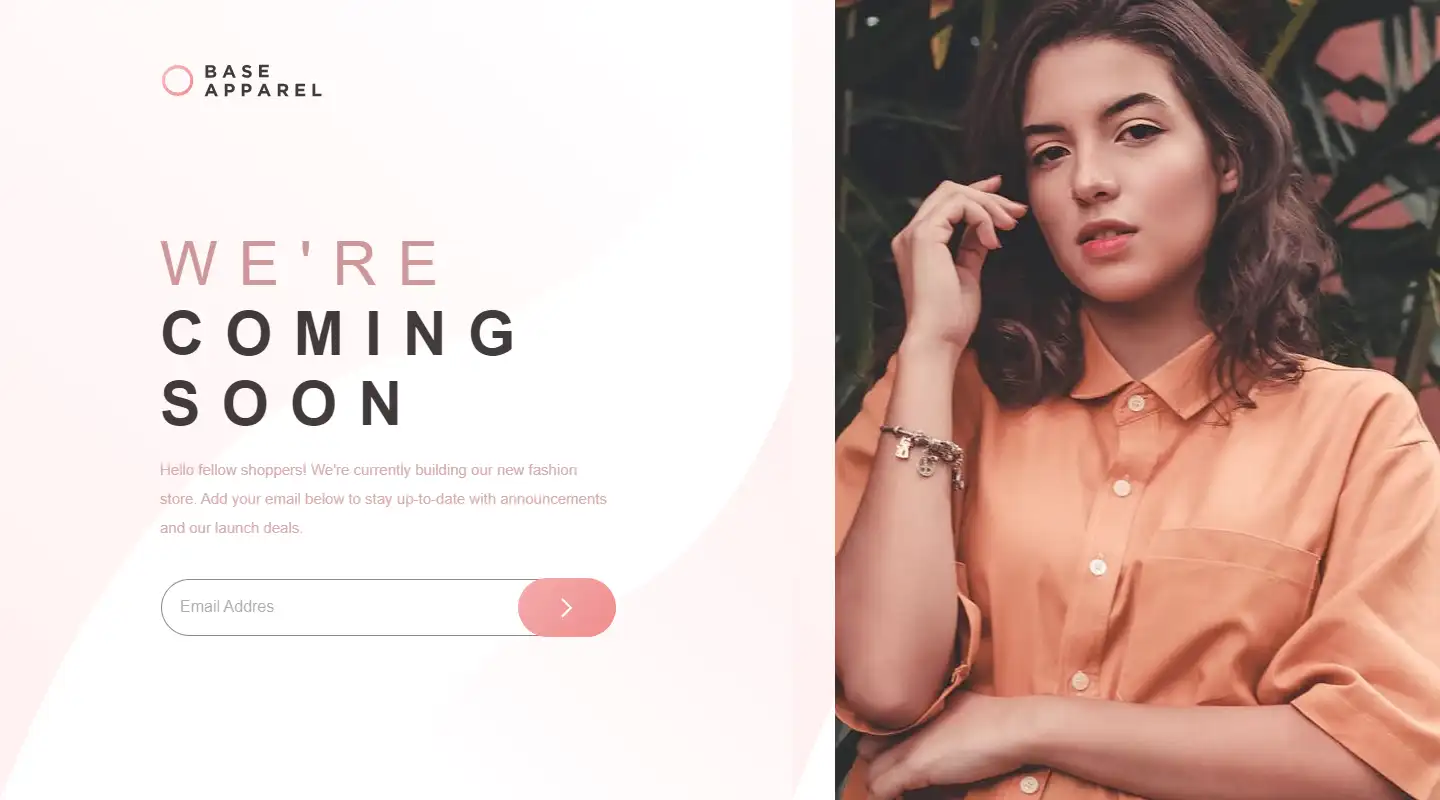 BASE
APPAREL
WE'RE
COMING
SOON
Hello fellow shoppers! We're currently building our new fashion
store. Add your email below to stay up-to-date with announcements
and our launch deals.
Email Addres